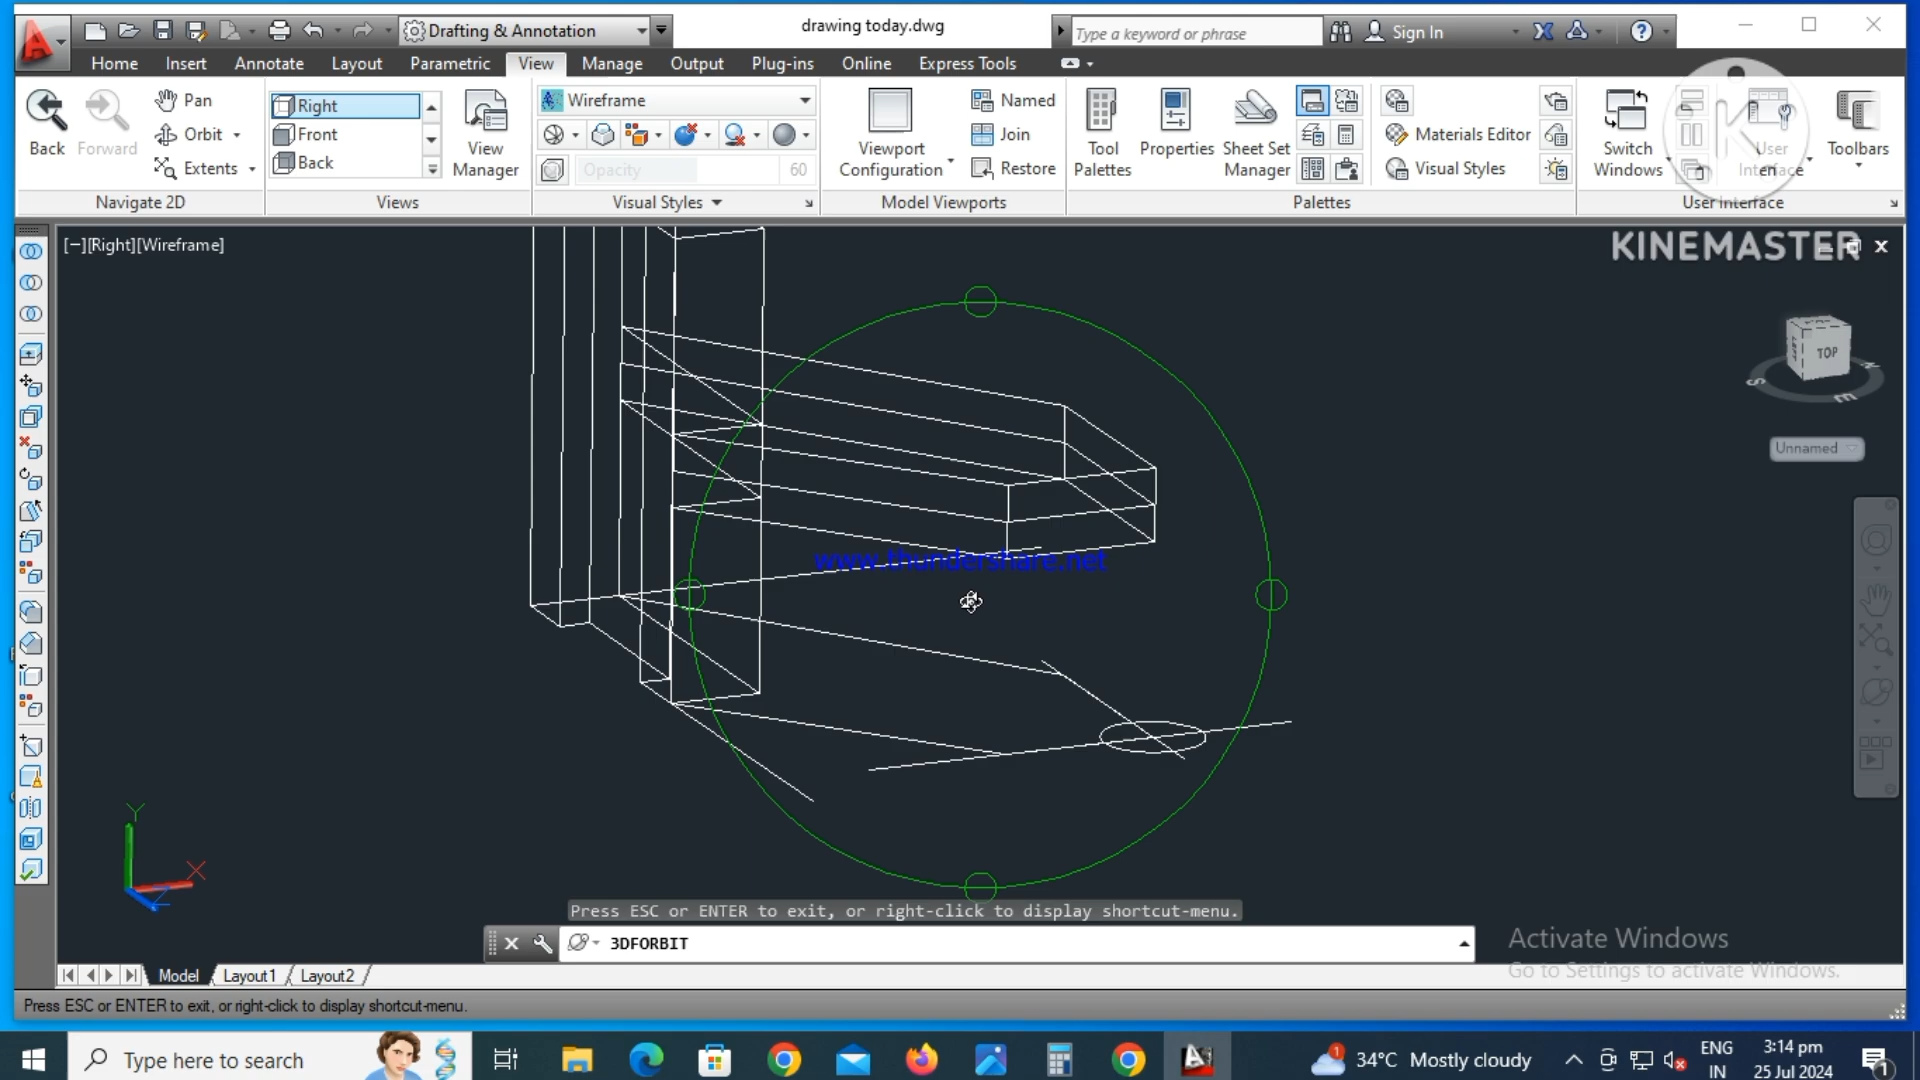 drawing today.dwg
Drafting & Annotation
Type a keyword or phrase
Sign In
Home Insert Annotate Layout Parametric View Manage Output Plug-ins Online Express Tools
Back
Forward
Pan
Orbit
Extents
Navigate 2D
Right
Front
Back
View
Manager
Views
Wireframe
Opacity 60
Visual Styles
Viewport
Configuration
Named
Join
Restore
Model Viewports
Tool
Palettes
Properties
Sheet Set
Manager
Materials Editor
Visual Styles
Palettes
Switch
Windows
User
Interface
Toolbars
User Interface
[−][Right][Wireframe]
KINEMASTER
TOP
LEFT
S
E
N
Unnamed
www.thundershare.net
Y
X
Z
Press ESC or ENTER to exit, or right-click to display shortcut-menu.
3DFORBIT
Activate Windows
Go to Settings to activate Windows.
Model Layout1 Layout2
Press ESC or ENTER to exit, or right-click to display shortcut-menu.
Type here to search
1
34°C Mostly cloudy
ENG
IN
3:14 pm
25 Jul 2024
1